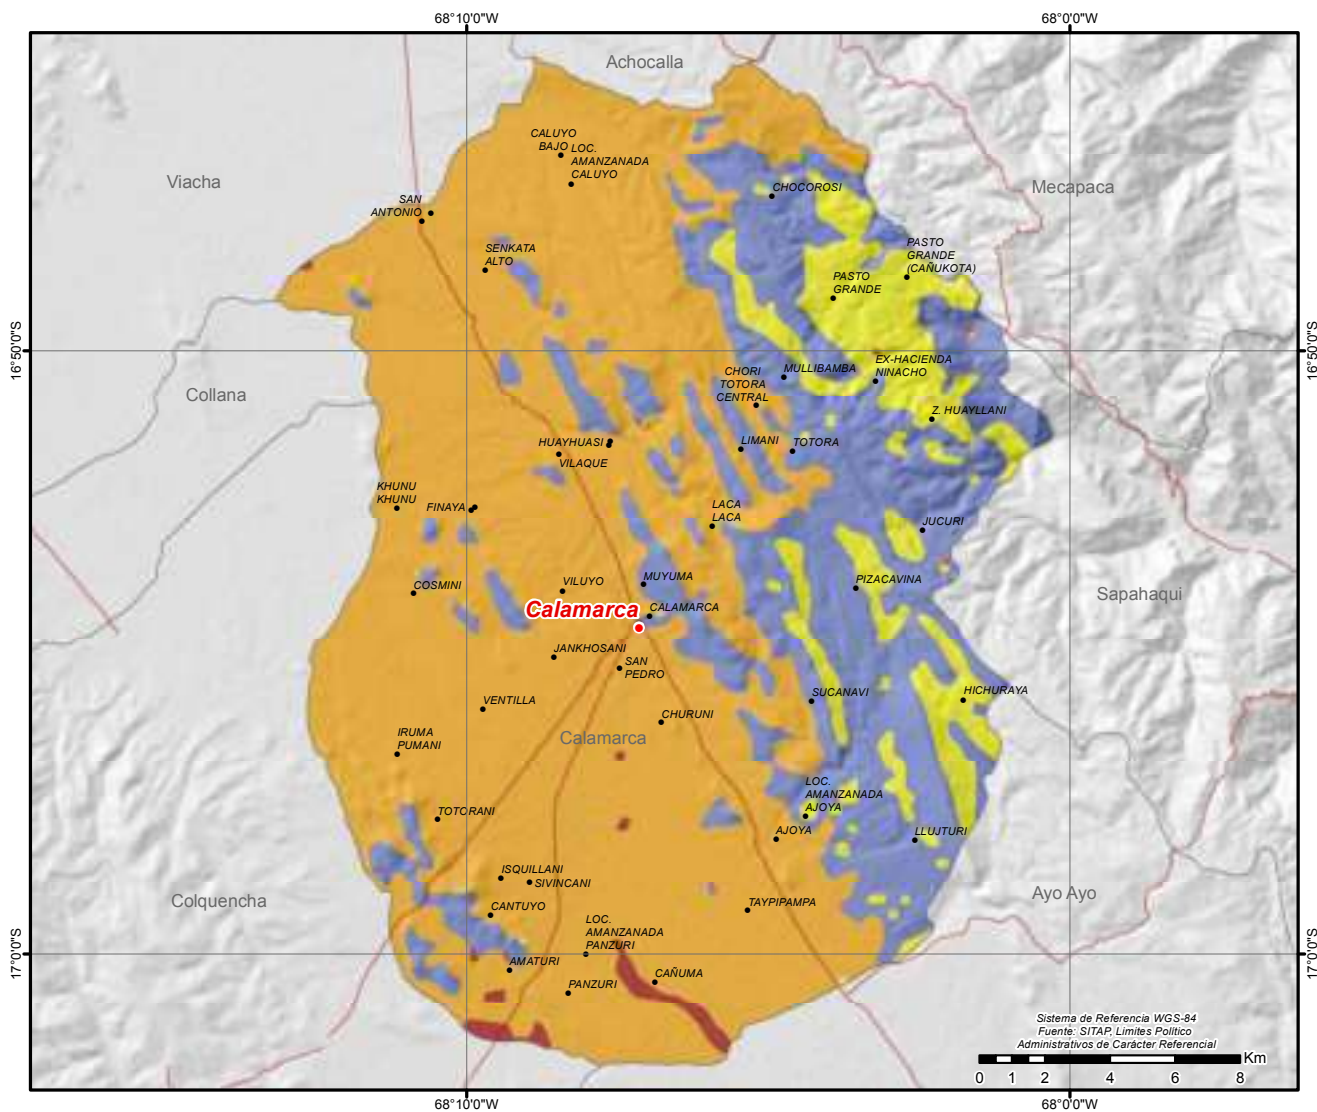 68°10'0"W
68°0'0"W
Achocalla
CALUYO
BAJO
LOC.
AMANZANADA
CALUYO
Viacha
Mecapaca
CHOCOROSI
SAN
ANTONIO
SENKATA
ALTO
PASTO
GRANDE
(CAÑUKOTA)
PASTO
GRANDE
16°50'0"S
16°50'0"S
Collana
CHORI
TOTORA
CENTRAL
MULLIBAMBA
EX-HACIENDA
NINACHO
Z. HUAYLLANI
HUAYHUASI
VILAQUE
LIMANI
TOTORA
KHUNU
KHUNU
FINAYA
LACA
LACA
JUCURI
COSMINI
VILUYO
MUYUMA
PIZACAVINA
Sapahaqui
Calamarca
CALAMARCA
JANKHOSANI
SAN
PEDRO
VENTILLA
SUCANAVI
HICHURAYA
CHURUNI
IRUMA
PUMANI
Calamarca
LOC.
AMANZANADA
AJOYA
TOTORANI
AJOYA
LLUJTURI
ISQUILLANI
SIVINCANI
Colquencha
Ayo Ayo
CANTUYO
TAYPIPAMPA
LOC.
AMANZANADA
PANZURI
17°0'0"S
17°0'0"S
AMATURI
CAÑUMA
PANZURI
Sistema de Referencia WGS-84
Fuente: SITAP, Limites Politico
Administrativos de Carácter Referencial
Km
0 1 2 4 6 8
68°10'0"W
68°0'0"W